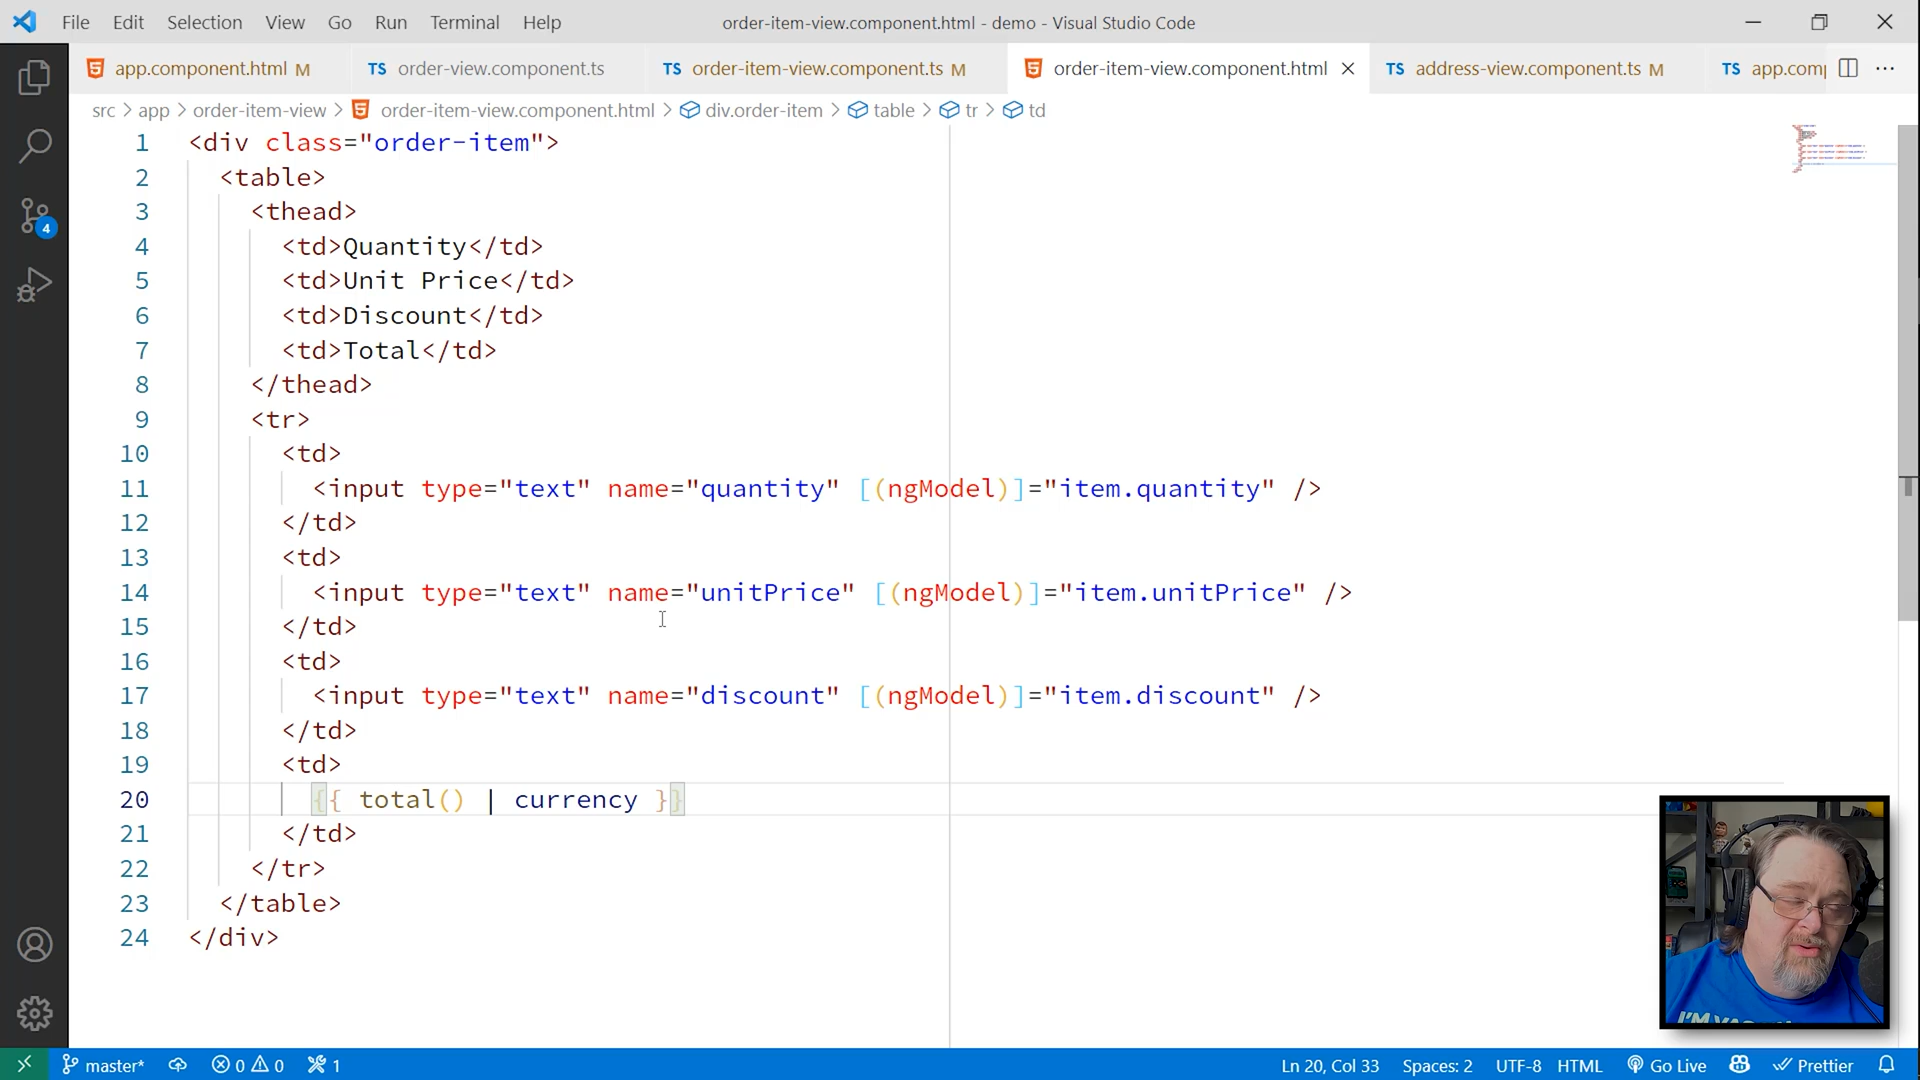 File Edit Selection View Go Run Terminal Help order-item-view.component.html - demo - Visual Studio Code
app.component.html M TS order-view.component.ts TS order-item-view.component.ts M order-item-view.component.html TS address-view.component.ts M TS app.comp
src > app > order-item-view > order-item-view.component.html > div.order-item > table > tr > td
1 <div class="order-item">
2 <table>
3 <thead>
4 <td>Quantity</td>
5 <td>Unit Price</td>
6 <td>Discount</td>
7 <td>Total</td>
8 </thead>
9 <tr>
10 <td>
11 <input type="text" name="quantity" [(ngModel)]="item.quantity" />
12 </td>
13 <td>
14 <input type="text" name="unitPrice" [(ngModel)]="item.unitPrice" />
15 </td>
16 <td>
17 <input type="text" name="discount" [(ngModel)]="item.discount" />
18 </td>
19 <td>
20 {{ total() | currency }}
21 </td>
22 </tr>
23 </table>
24 </div>
4
master* 0 0 1 Ln 20, Col 33 Spaces: 2 UTF-8 HTML Go Live Prettier